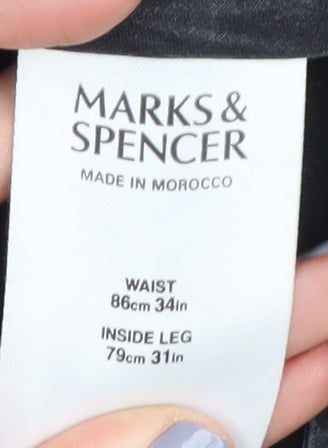 MARKS &
SPENCER
MADE IN MOROCCO
WAIST
86cm 34in
INSIDE LEG
79cm 31in